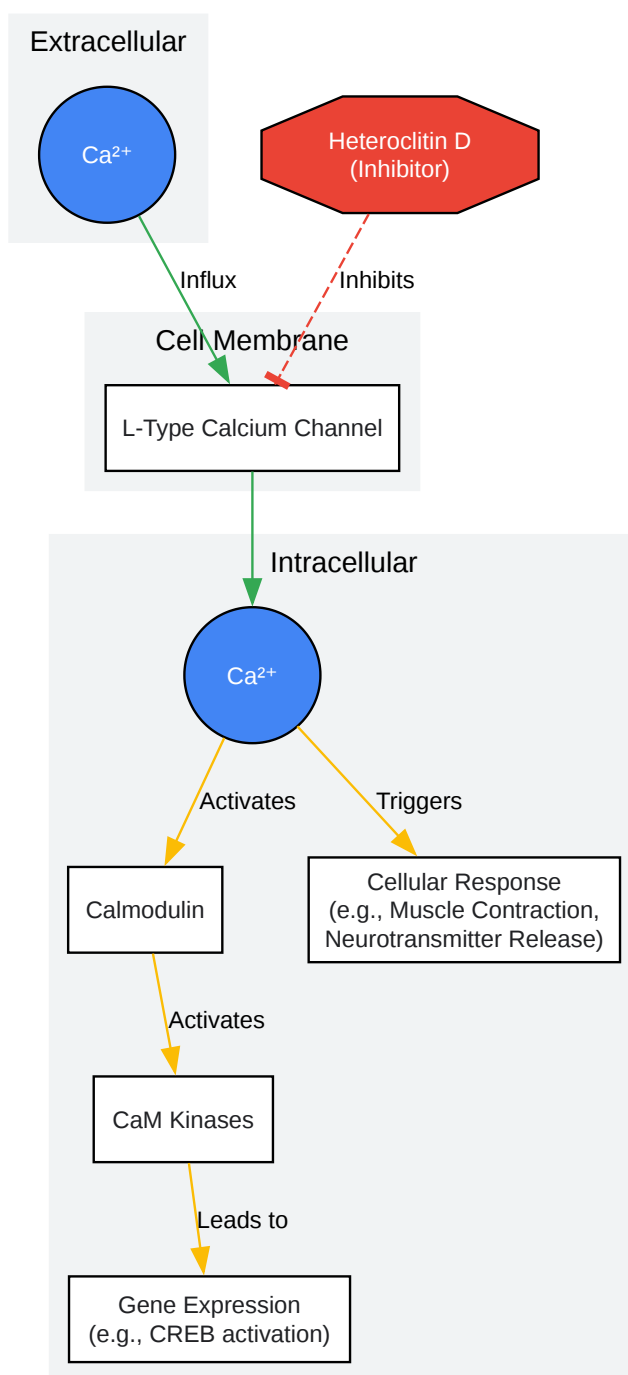 Extracellular
Ca²⁺
Heteroclitin D
(Inhibitor)
Influx
Inhibits
Cell Membrane
L-Type Calcium Channel
Intracellular
Ca²⁺
Activates
Triggers
Calmodulin
Cellular Response
(e.g., Muscle Contraction,
Neurotransmitter Release)
Activates
CaM Kinases
Leads to
Gene Expression
(e.g., CREB activation)